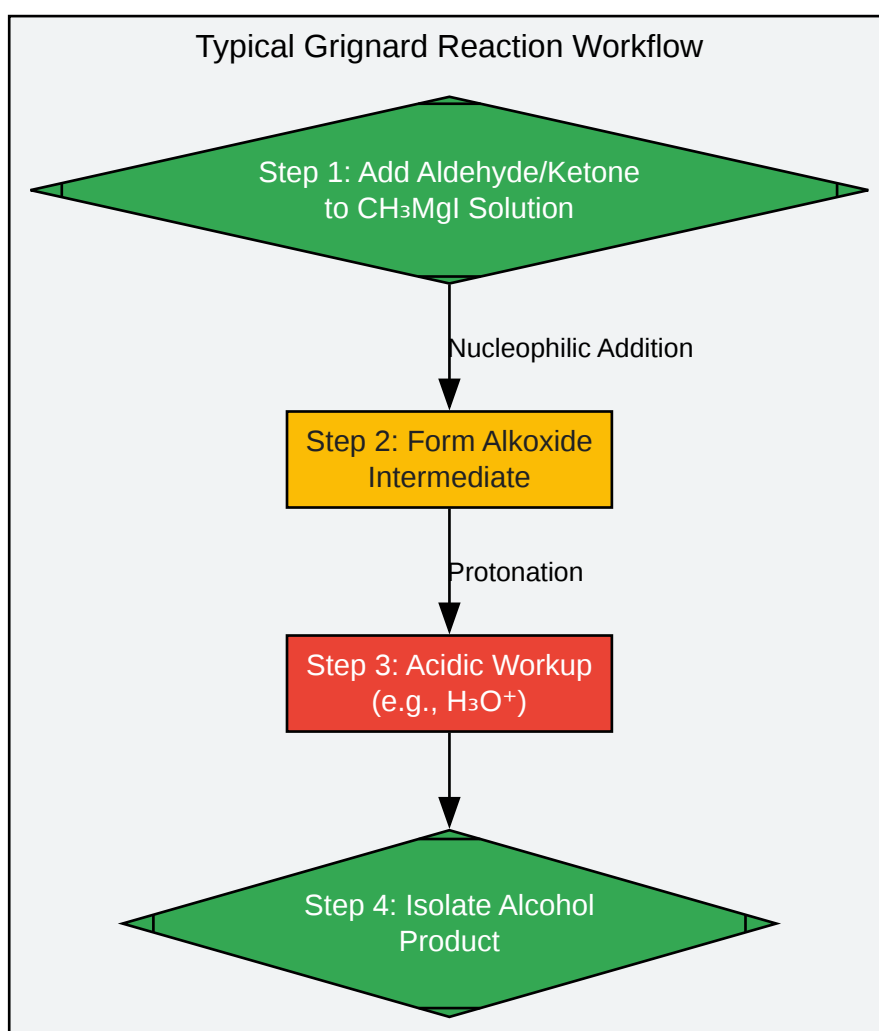 Typical Grignard Reaction Workflow
Step 1: Add Aldehyde/Ketone
to CH₃MgI Solution
Nucleophilic Addition
Step 2: Form Alkoxide
Intermediate
Protonation
Step 3: Acidic Workup
(e.g., H₃O⁺)
Step 4: Isolate Alcohol
Product